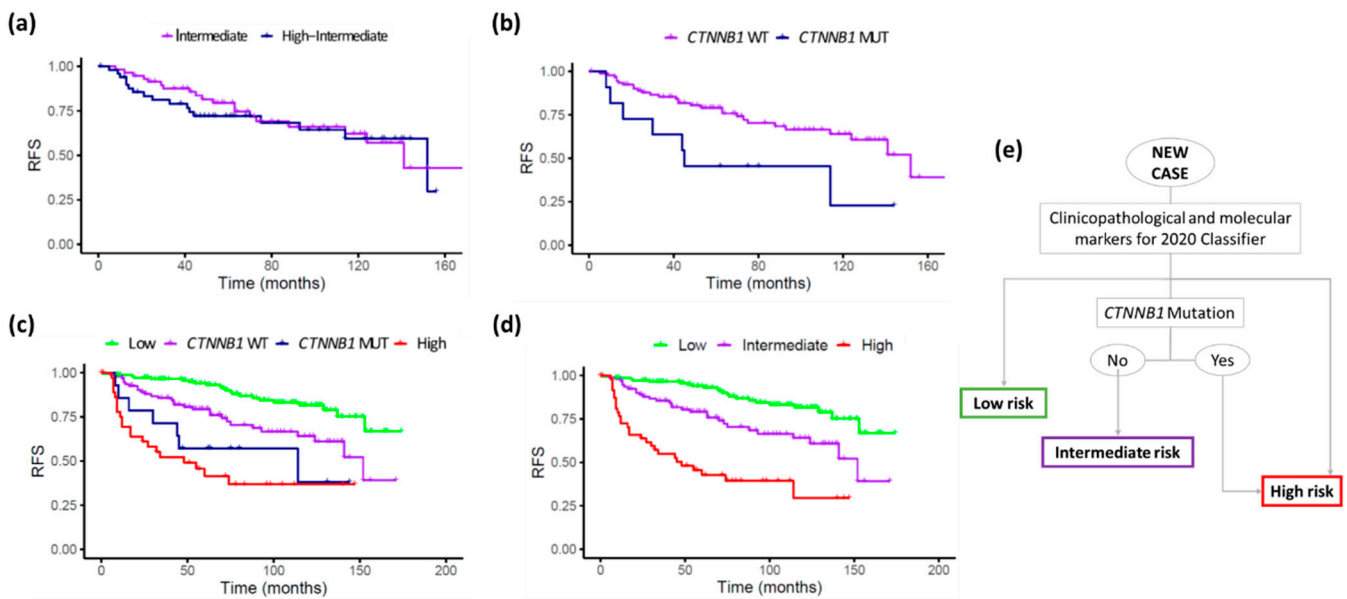 (a)
Intermediate High-Intermediate
1.00
0.75
0.50
0.25
0.00
RFS
0 40 80 120 160
Time (months)
(b)
CTNNB1 WT CTNNB1 MUT
1.00
0.75
0.50
0.25
0.00
RFS
0 40 80 120 160
Time (months)
(c)
Low CTNNB1 WT CTNNB1 MUT High
1.00
0.75
0.50
0.25
0.00
RFS
0 50 100 150 200
Time (months)
(d)
Low Intermediate High
1.00
0.75
0.50
0.25
0.00
RFS
0 50 100 150 200
Time (months)
(e)
NEW
CASE
Clinicopathological and molecular
markers for 2020 Classifier
CTNNB1 Mutation
No Yes
Low risk
Intermediate risk
High risk